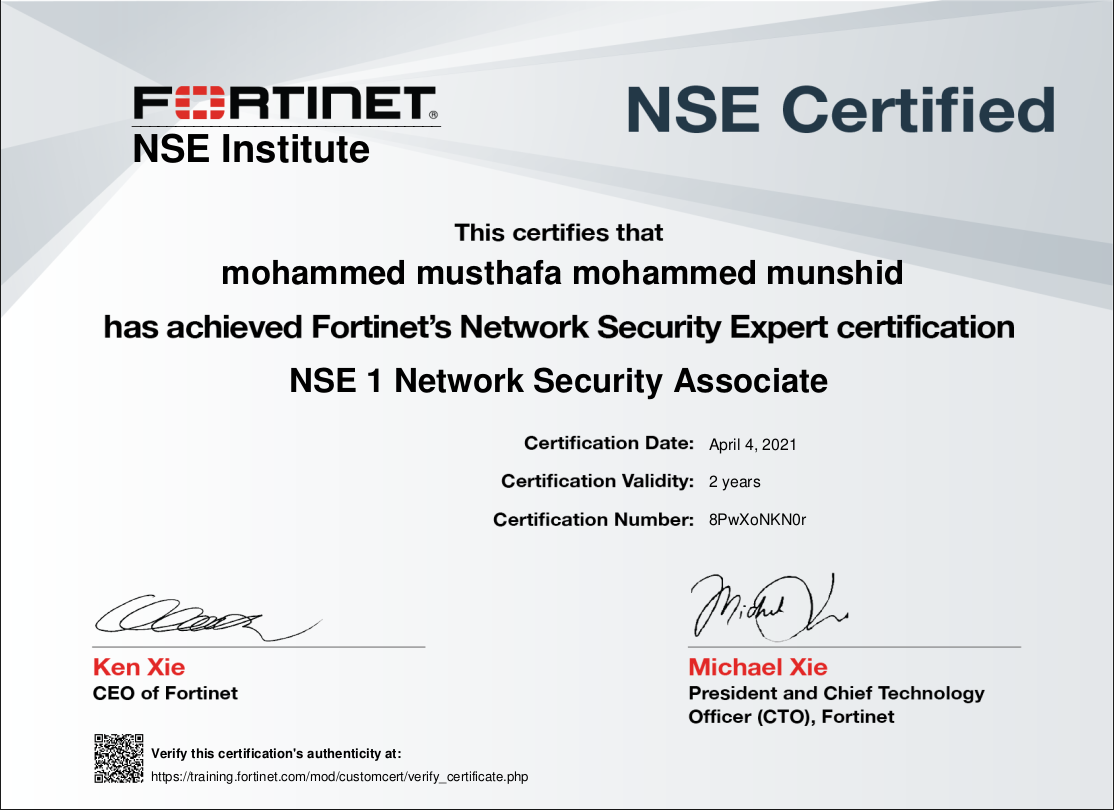 FORTINET®
NSE Institute
NSE Certified
This certifies that
mohammed musthafa mohammed munshid
has achieved Fortinet’s Network Security Expert certification
NSE 1 Network Security Associate
Certification Date: April 4, 2021
Certification Validity: 2 years
Certification Number: 8PwXoNKN0r
Michael
Ken Xie
CEO of Fortinet
Michael Xie
President and Chief Technology
Officer (CTO), Fortinet
Verify this certification's authenticity at:
https://training.fortinet.com/mod/customcert/verify_certificate.php